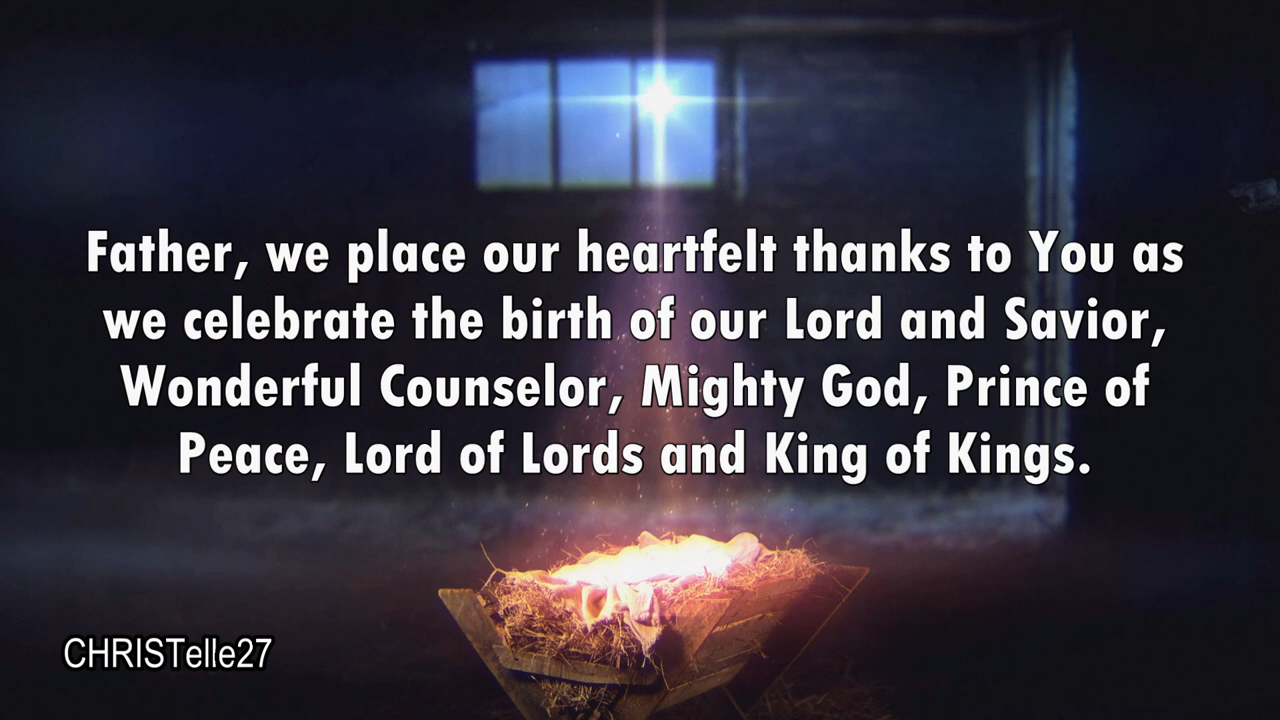 Father, we place our heartfelt thanks to You as
we celebrate the birth of our Lord and Savior,
Wonderful Counselor, Mighty God, Prince of
Peace, Lord of Lords and King of Kings.
CHRISTelle27